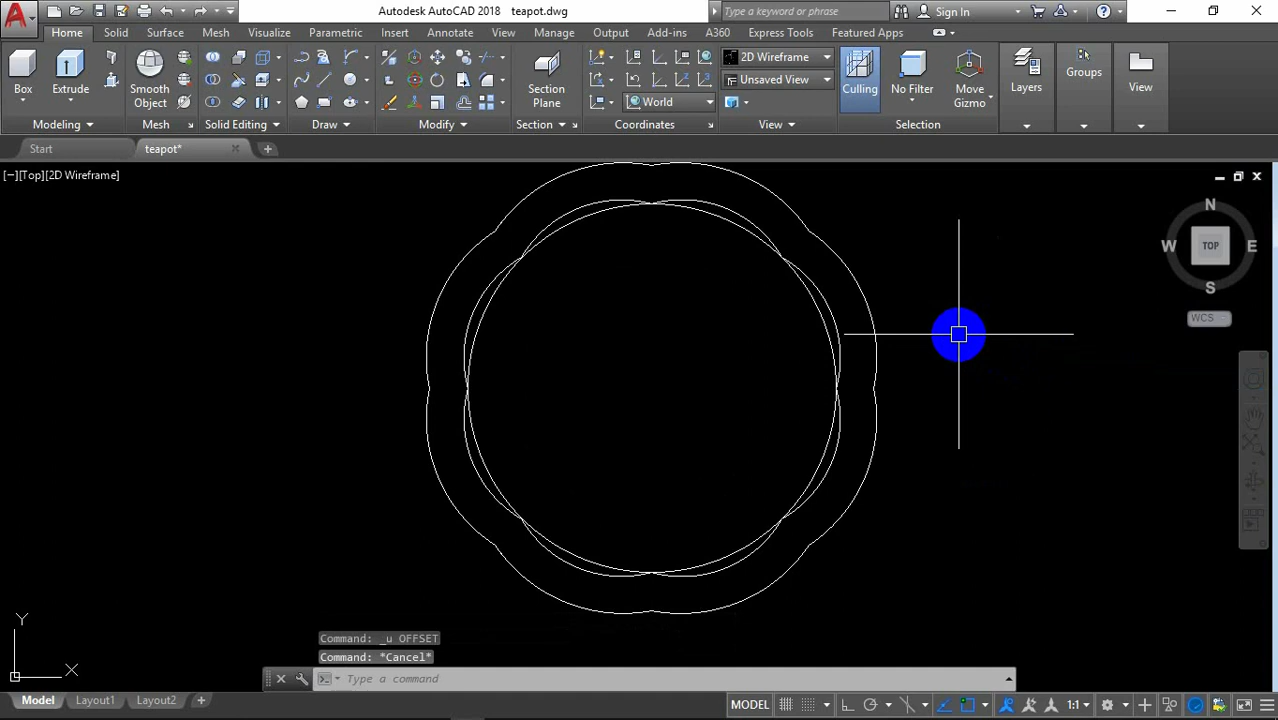 Autodesk AutoCAD 2018 teapot.dwg
Type a keyword or phrase
Sign In
Home Solid Surface Mesh Visualize Parametric Insert Annotate View Manage Output Add-ins A360 Express Tools Featured Apps
Box
Extrude
Smooth
Object
Section
Plane
World
2D Wireframe
Unsaved View
Culling
No Filter
Move
Gizmo
Layers
Groups
View
Modeling
Mesh
Solid Editing
Draw
Modify
Section
Coordinates
View
Selection
Start
teapot*
[−][Top][2D Wireframe]
N
W
TOP
E
S
WCS
Y
X
Command: _u OFFSET
Command: *Cancel*
Type a command
Model Layout1 Layout2
MODEL
1:1